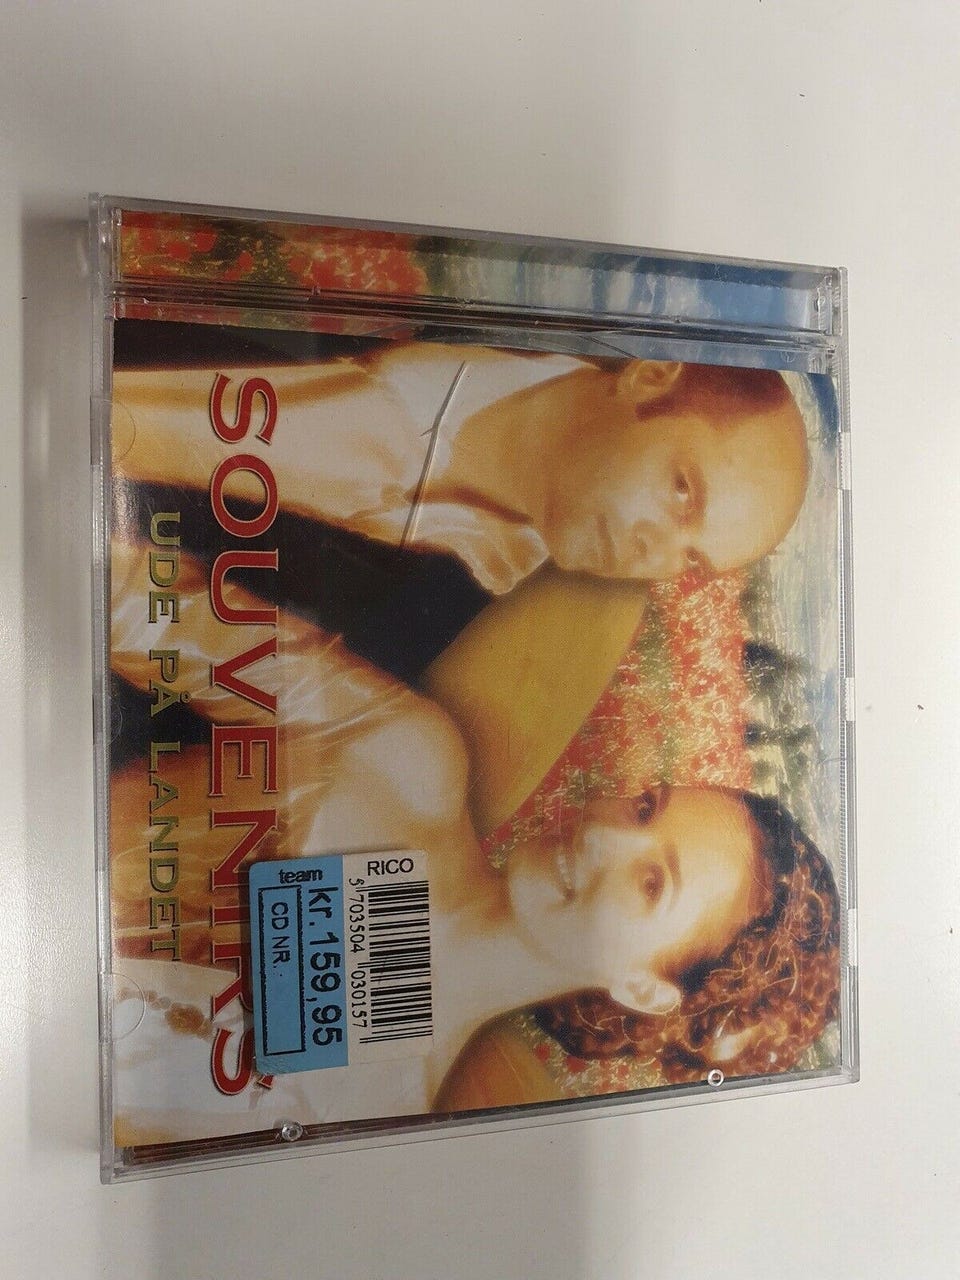 SOUVENIRS
UDE PÅ LANDET
RICO
5 703504 030157
kr. 159,95
team
CD NR.